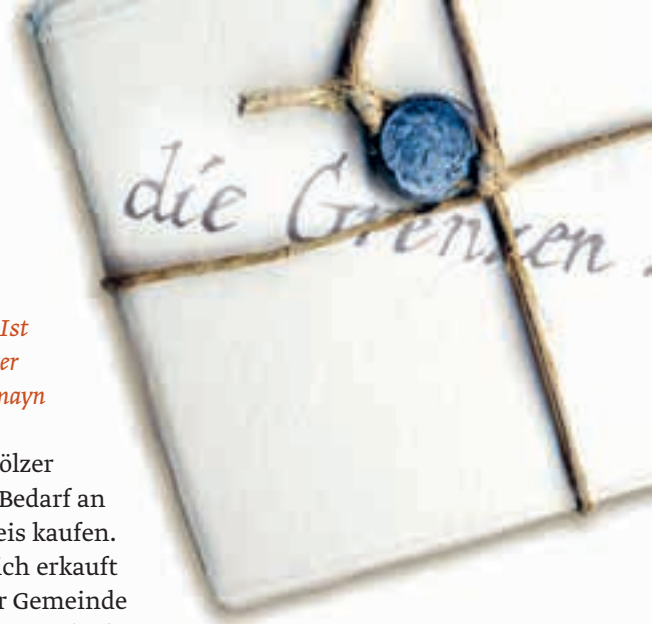 die Grenzen
Ist
er
nayn
ölzer
Bedarf an
eis kaufen.
ich erkauft
r Gemeinde